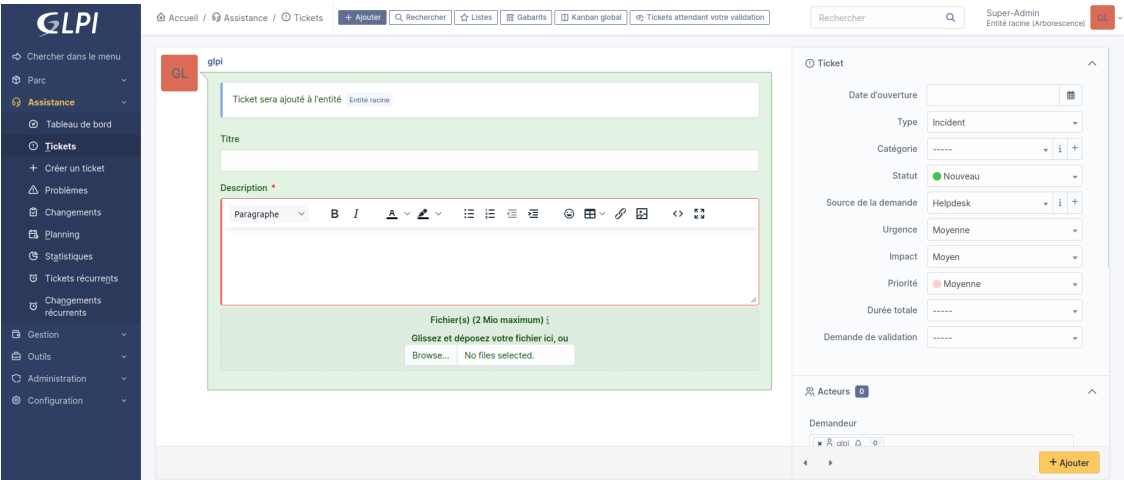 GLPI
Accueil / Assistance / Tickets
+ Ajouter
Rechercher
Listes
Gabarits
Kanban global
Tickets attendant votre validation
Rechercher
Super-Admin
Entité racine (Arborescence)
GL
Chercher dans le menu
Parc
Assistance
Tableau de bord
Tickets
+ Créer un ticket
Problèmes
Changements
Planning
Statistiques
Tickets récurrents
Changements
récurrents
Gestion
Outils
Administration
Configuration
GL
glpi
Ticket sera ajouté à l'entité Entité racine
Titre
Description *
Paragraphe B I A
Fichier(s) (2 Mio maximum) i
Glissez et déposez votre fichier ici, ou
Browse... No files selected.
Ticket
Date d'ouverture
Type Incident
Catégorie ----- i +
Statut Nouveau
Source de la demande Helpdesk i +
Urgence Moyenne
Impact Moyen
Priorité Moyenne
Durée totale -----
Demande de validation -----
Acteurs 0
Demandeur
× glpi 0
+ Ajouter